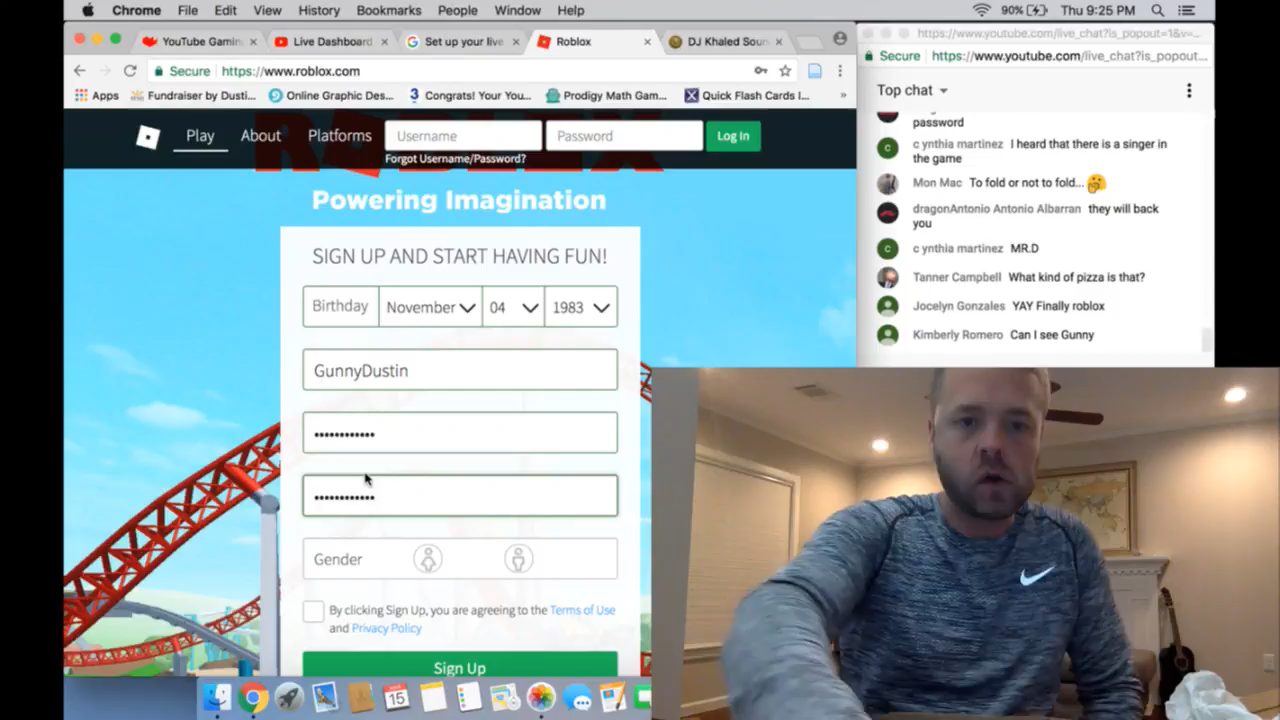 Chrome File Edit View History Bookmarks People Window Help 90% Thu 9:25 PM
YouTube Gamin Live Dashboard Set up your live Roblox DJ Khaled Soun
Secure https://www.roblox.com
Apps Fundraiser by Dusti... Online Graphic Des... Congrats! Your You... Prodigy Math Gam... Quick Flash Cards I... »
Play About Platforms Username Password Log In
Forgot Username/Password?
Powering Imagination
SIGN UP AND START HAVING FUN!
Birthday November 04 1983
GunnyDustin
••••••••••••
••••••••••••
Gender
By clicking Sign Up, you are agreeing to the Terms of Use
and Privacy Policy
Sign Up
15
https://www.youtube.com/live_chat?is_popout=1&v=...
Secure https://www.youtube.com/live_chat?is_popout...
Top chat
password
c ynthia martinez I heard that there is a singer in
the game
Mon Mac To fold or not to fold...
dragonAntonio Antonio Albarran they will back
you
c ynthia martinez MR.D
Tanner Campbell What kind of pizza is that?
Jocelyn Gonzales YAY Finally roblox
Kimberly Romero Can I see Gunny